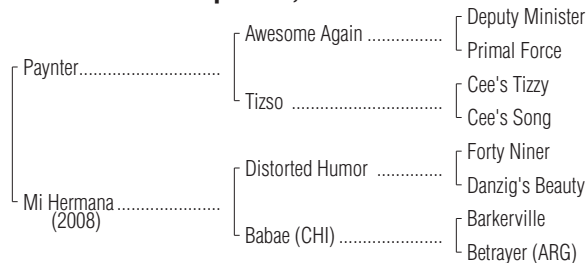 Deputy Minister
Awesome Again ................
Primal Force
Paynter..............................
Cee's Tizzy
Tizso ................................
Cee's Song
Forty Niner
Distorted Humor ..............
Danzig's Beauty
Mi Hermana ......................
(2008)
Barkerville
Babae (CHI) ......................
Betrayer (ARG)